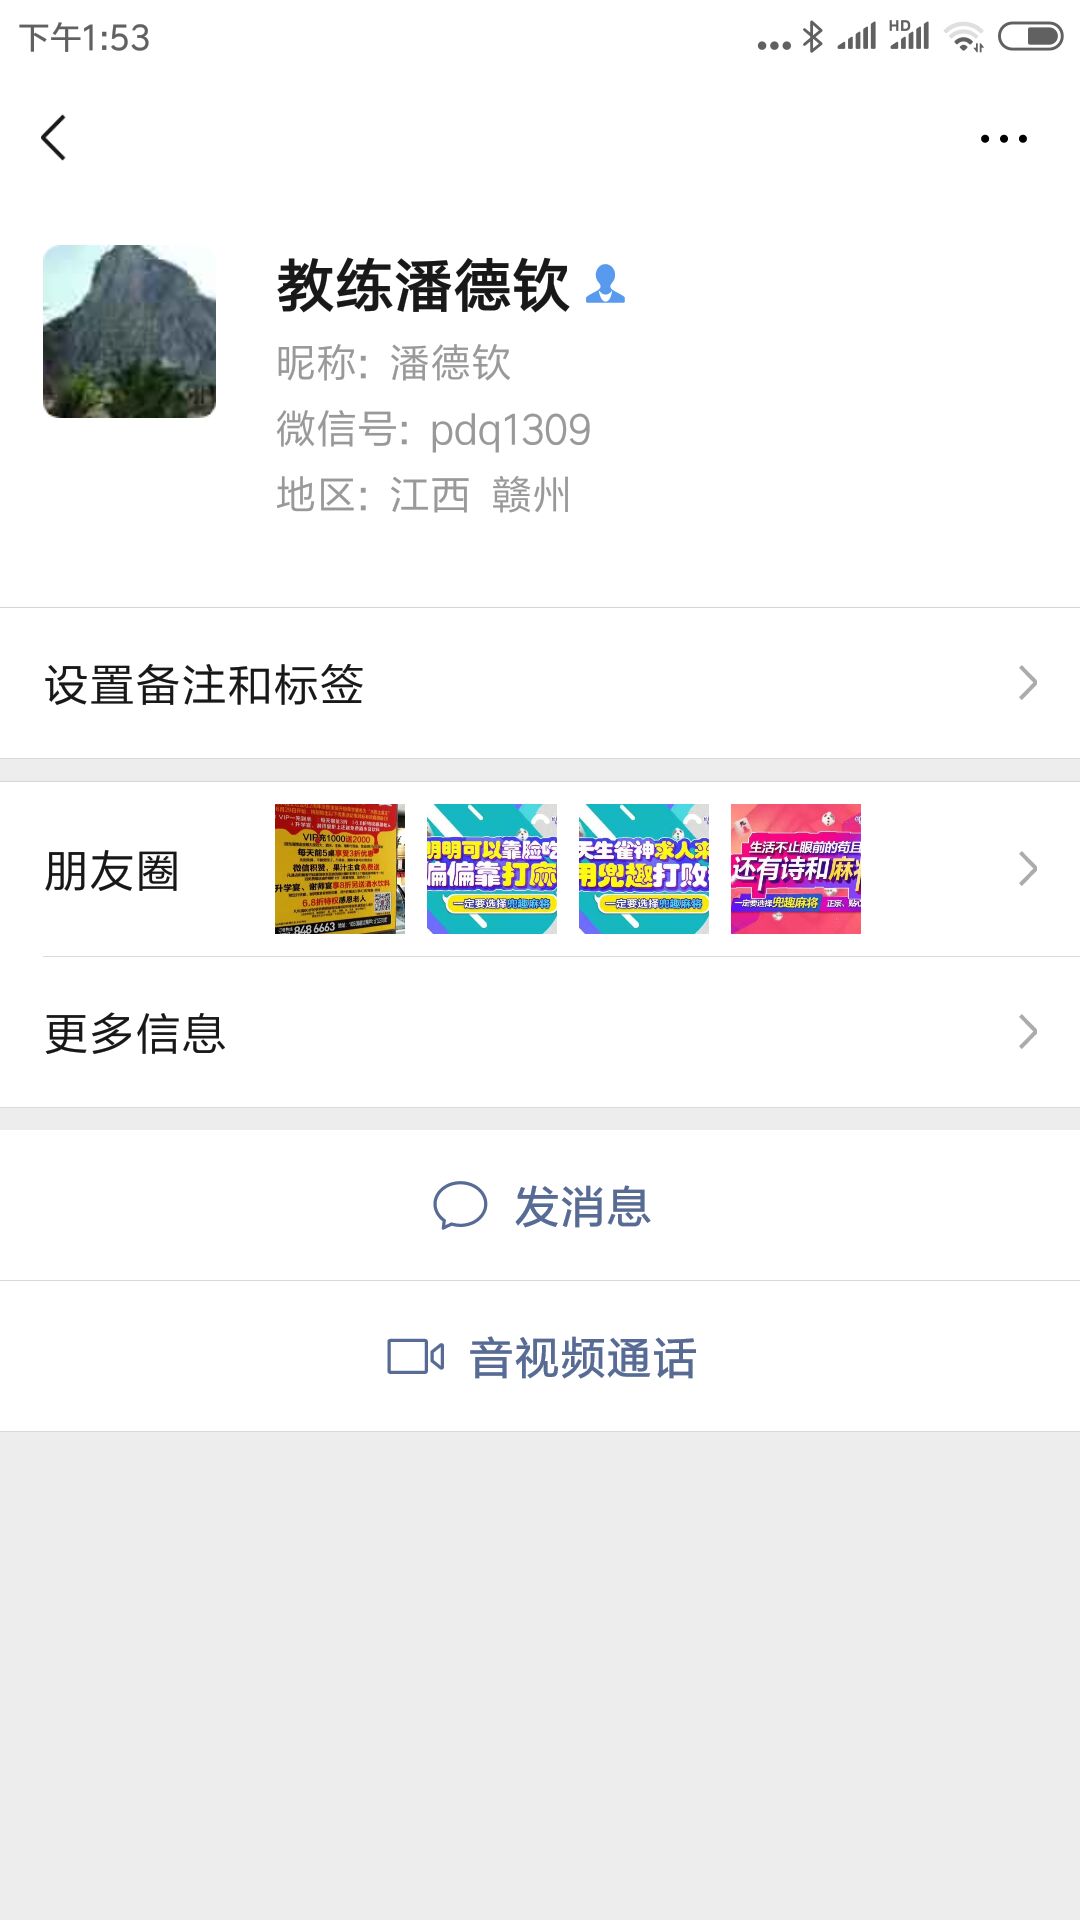 下午1:53
HD
教练潘德钦
昵称: 潘德钦
微信号: pdq1309
地区: 江西 赣州
设置备注和标签
朋友圈
VIP充1000送2000
每天前5桌享受3折优惠
微信积赞、果汁主食免费送
升学宴、谢师宴享8折另送酒水饮料
6.8折特权感恩老人
848 6663
明明可以靠脸吃
偏偏靠打麻
一定要选择兜趣麻将
天生雀神求人来
用兜趣打败
一定要选择兜趣麻将
生活不止眼前的苟且
还有诗和麻将
一定要选择兜趣麻将 正宗、贴心
更多信息
发消息
音视频通话